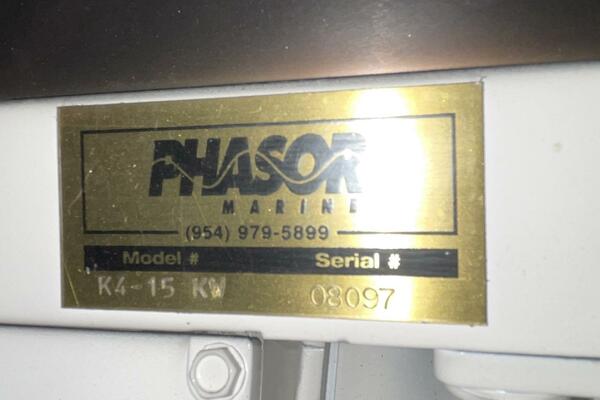 PHASOR
MARINE
(954) 979-5899
Model # Serial #
K4-15 KW 08097